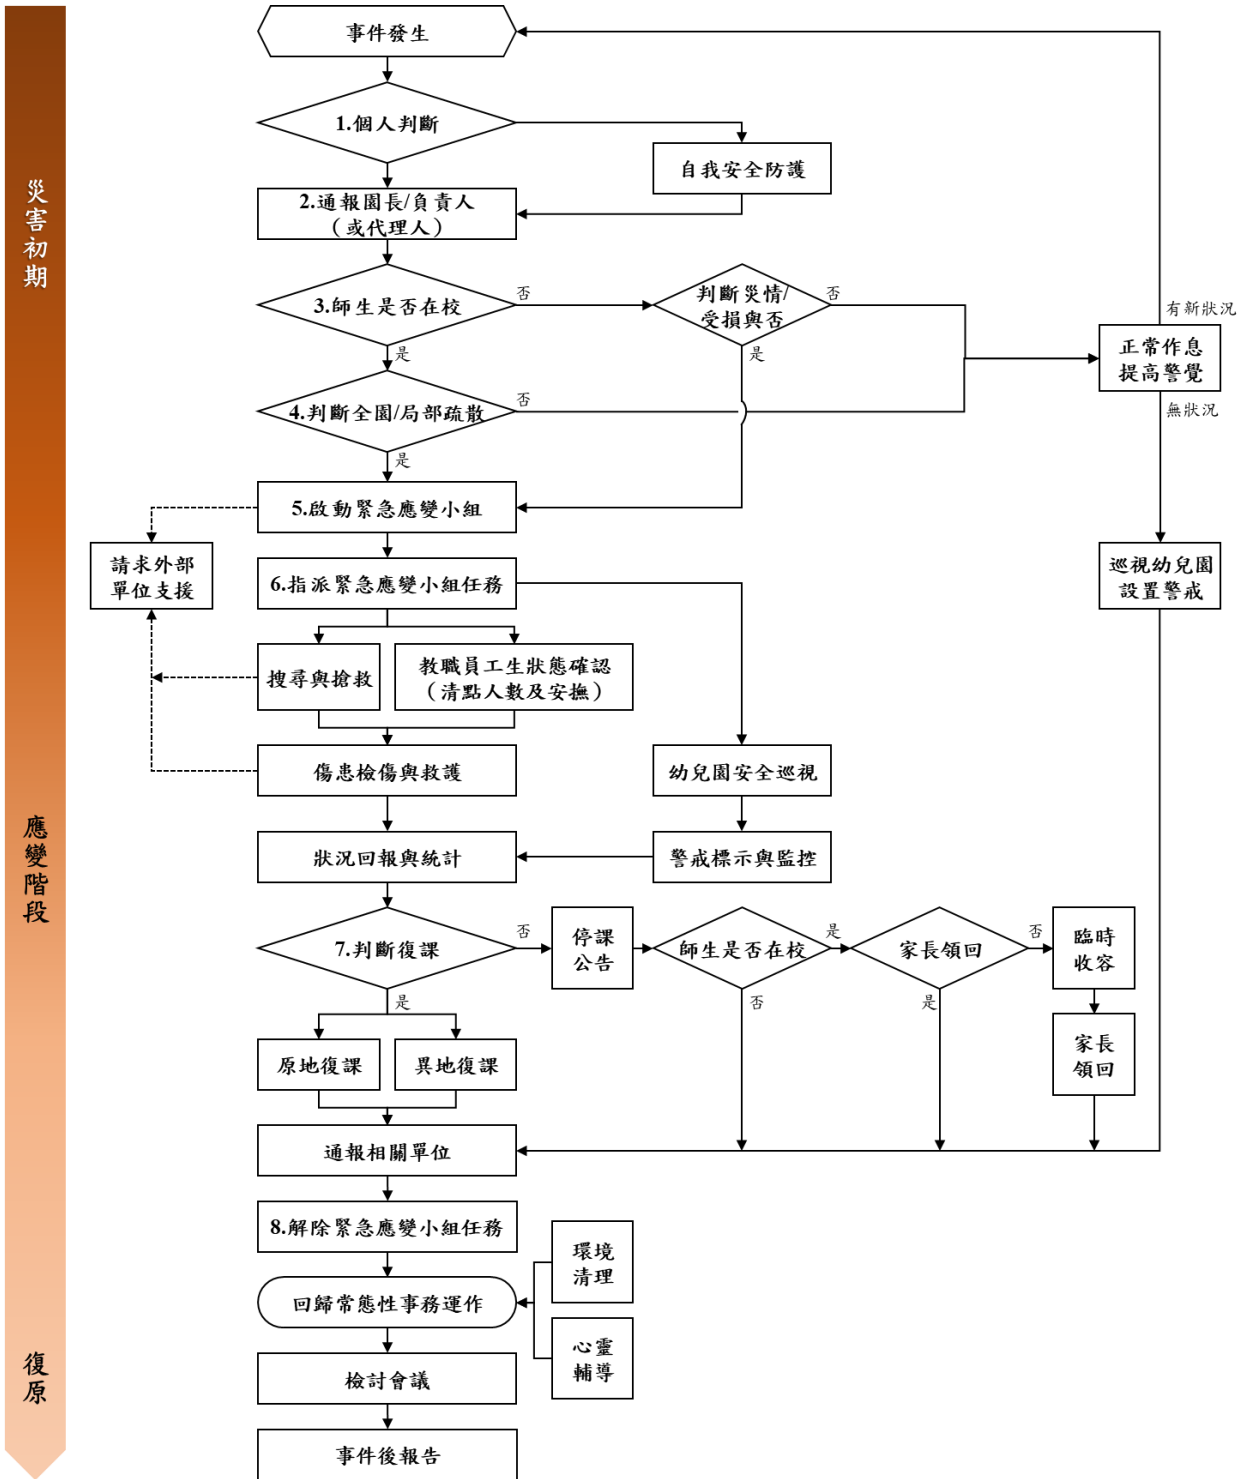 災害初期
應變階段
復原
事件發生
1.個人判斷
自我安全防護
2.通報園長/負責人
（或代理人）
3.師生是否在校
否
判斷災情/
受損與否
否
是
是
有新狀況
正常作息
提高警覺
無狀況
4.判斷全園/局部疏散
否
是
5.啟動緊急應變小組
請求外部
單位支援
6.指派緊急應變小組任務
巡視幼兒園
設置警戒
搜尋與搶救
教職員工生狀態確認
（清點人數及安撫）
傷患檢傷與救護
幼兒園安全巡視
狀況回報與統計
警戒標示與監控
7.判斷復課
否
停課
公告
師生是否在校
是
家長領回
否
臨時
收容
是
否
是
原地復課
異地復課
家長
領回
通報相關單位
8.解除緊急應變小組任務
環境
清理
回歸常態性事務運作
心靈
輔導
檢討會議
事件後報告